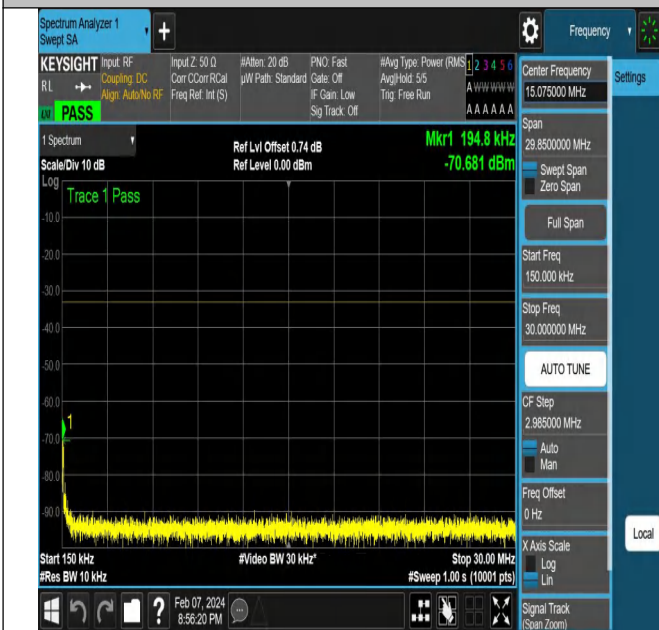 Spectrum Analyzer 1
Swept SA
Frequency
KEYSIGHT
RL
PASS
Input: RF
Coupling: DC
Align: Auto/No RF
Input Z: 50 Ω
Corr CCorr RCal
Freq Ref: Int (S)
#Atten: 20 dB
µW Path: Standard
PNO: Fast
Gate: Off
IF Gain: Low
Sig Track: Off
#Avg Type: Power (RMS
Avg|Hold: 5/5
Trig: Free Run
1 2 3 4 5 6
A W W W W W
A A A A A A
1 Spectrum
Scale/Div 10 dB
Ref Lvl Offset 0.74 dB
Ref Level 0.00 dBm
Mkr1 194.8 kHz
-70.681 dBm
Log
Trace 1 Pass
-10.0
-20.0
-30.0
-40.0
-50.0
-60.0
-70.0
-80.0
-90.0
1
Start 150 kHz
#Res BW 10 kHz
#Video BW 30 kHz*
Stop 30.00 MHz
#Sweep 1.00 s (10001 pts)
Feb 07, 2024
8:56:20 PM
Center Frequency
15.075000 MHz
Settings
Span
29.8500000 MHz
Swept Span
Zero Span
Full Span
Start Freq
150.000 kHz
Stop Freq
30.000000 MHz
AUTO TUNE
CF Step
2.985000 MHz
Auto
Man
Freq Offset
0 Hz
Local
X Axis Scale
Log
Lin
Signal Track
(Span Zoom)